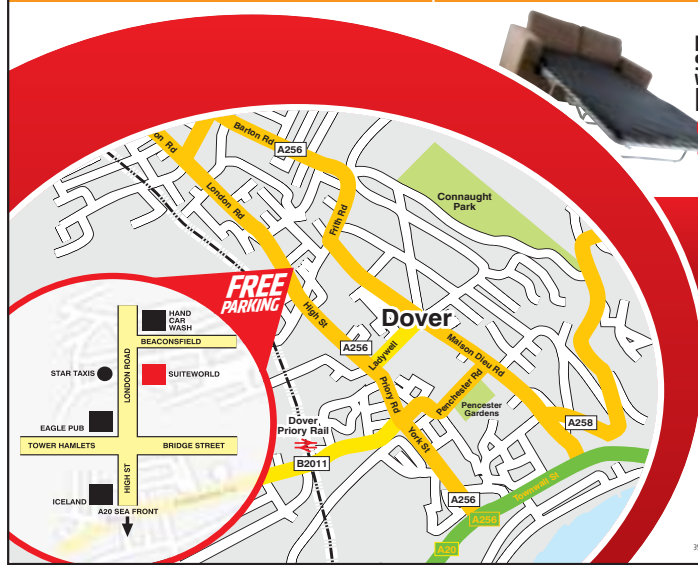 Barton Rd
A256
on Rd
London Rd
Connaught
Park
Frith Rd
FREE
PARKING
High St
Dover
A256
Ladywell
Maison Dieu Rd
Priory Rd
Penchester Rd
Pencester
Gardens
York St
A258
Dover
Priory Rail
B2011
Townwall St
A256
A256
A20
HAND
CAR
WASH
BEACONSFIELD
LONDON ROAD
STAR TAXIS
SUITEWORLD
EAGLE PUB
TOWER HAMLETS
BRIDGE STREET
HIGH ST
ICELAND
A20 SEA FRONT